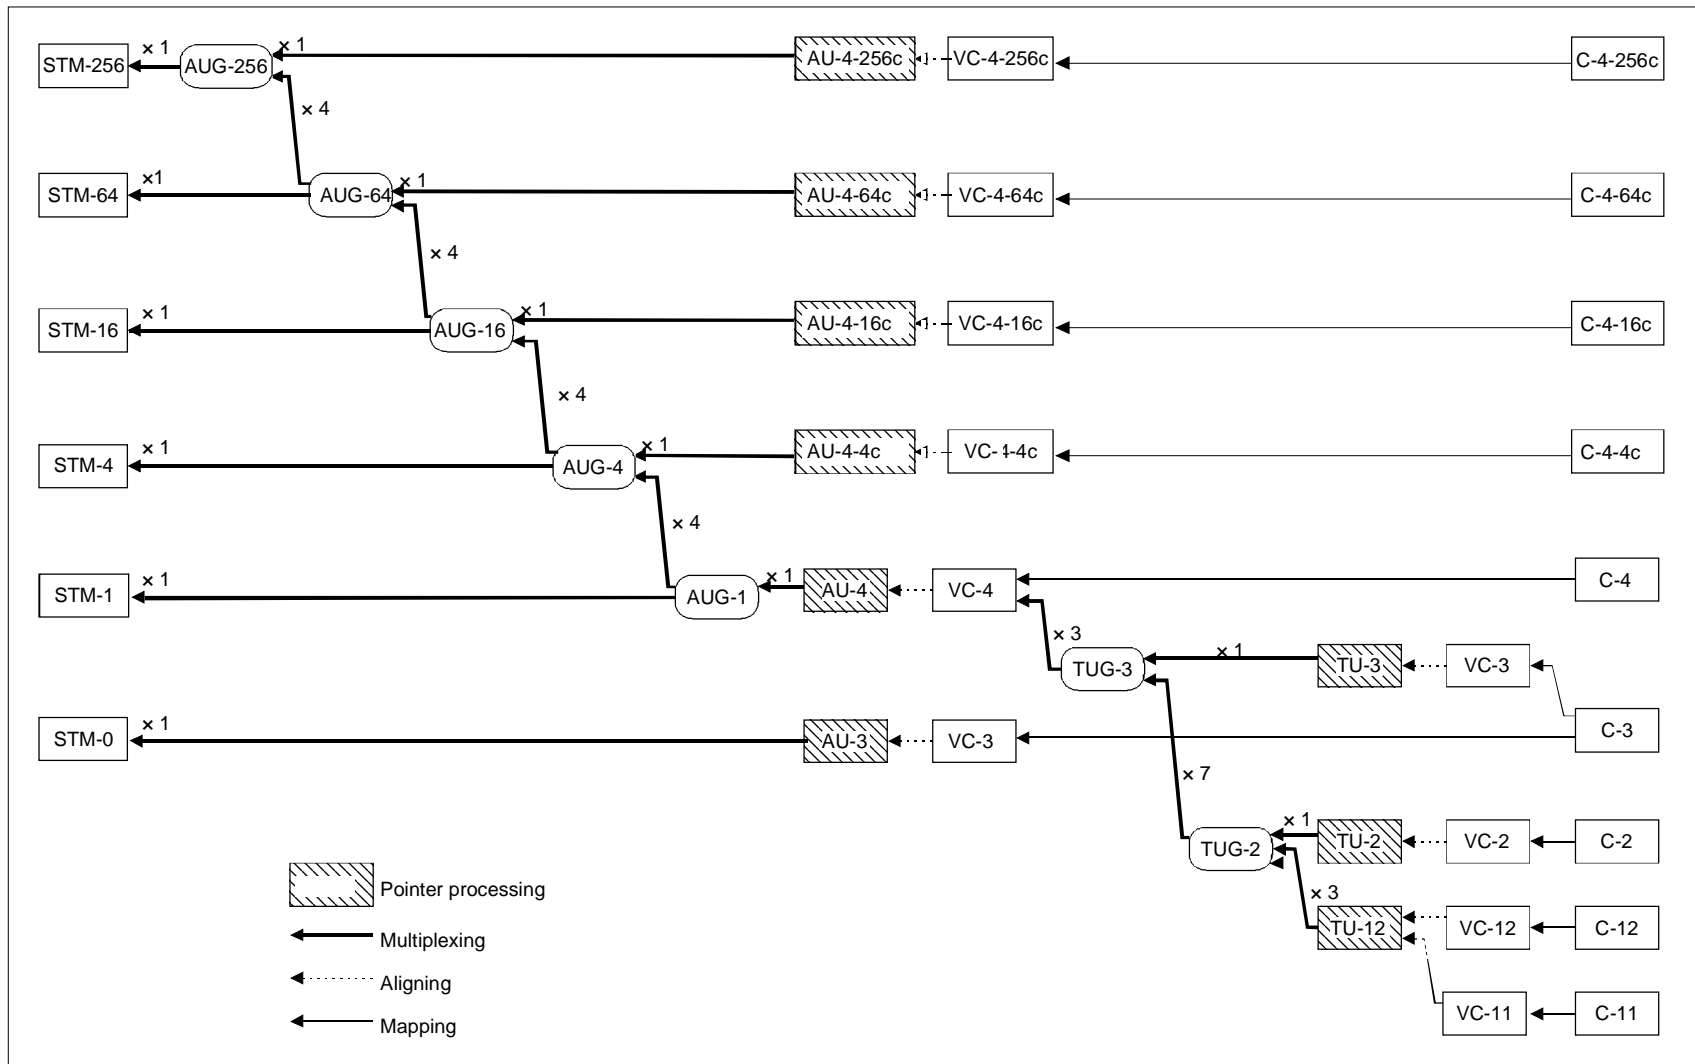 STM-256
× 1
AUG-256
× 1
AU-4-256c
VC-4-256c
C-4-256c
× 4
STM-64
×1
AUG-64
× 1
AU-4-64c
VC-4-64c
C-4-64c
× 4
STM-16
× 1
AUG-16
× 1
AU-4-16c
VC-4-16c
C-4-16c
× 4
STM-4
× 1
AUG-4
× 1
AU-4-4c
VC-4-4c
C-4-4c
× 4
STM-1
× 1
AUG-1
× 1
AU-4
VC-4
C-4
× 3
TUG-3
× 1
TU-3
VC-3
C-3
STM-0
× 1
AU-3
VC-3
× 7
TUG-2
× 1
TU-2
VC-2
C-2
× 3
TU-12
VC-12
C-12
VC-11
C-11
Pointer processing
Multiplexing
Aligning
Mapping